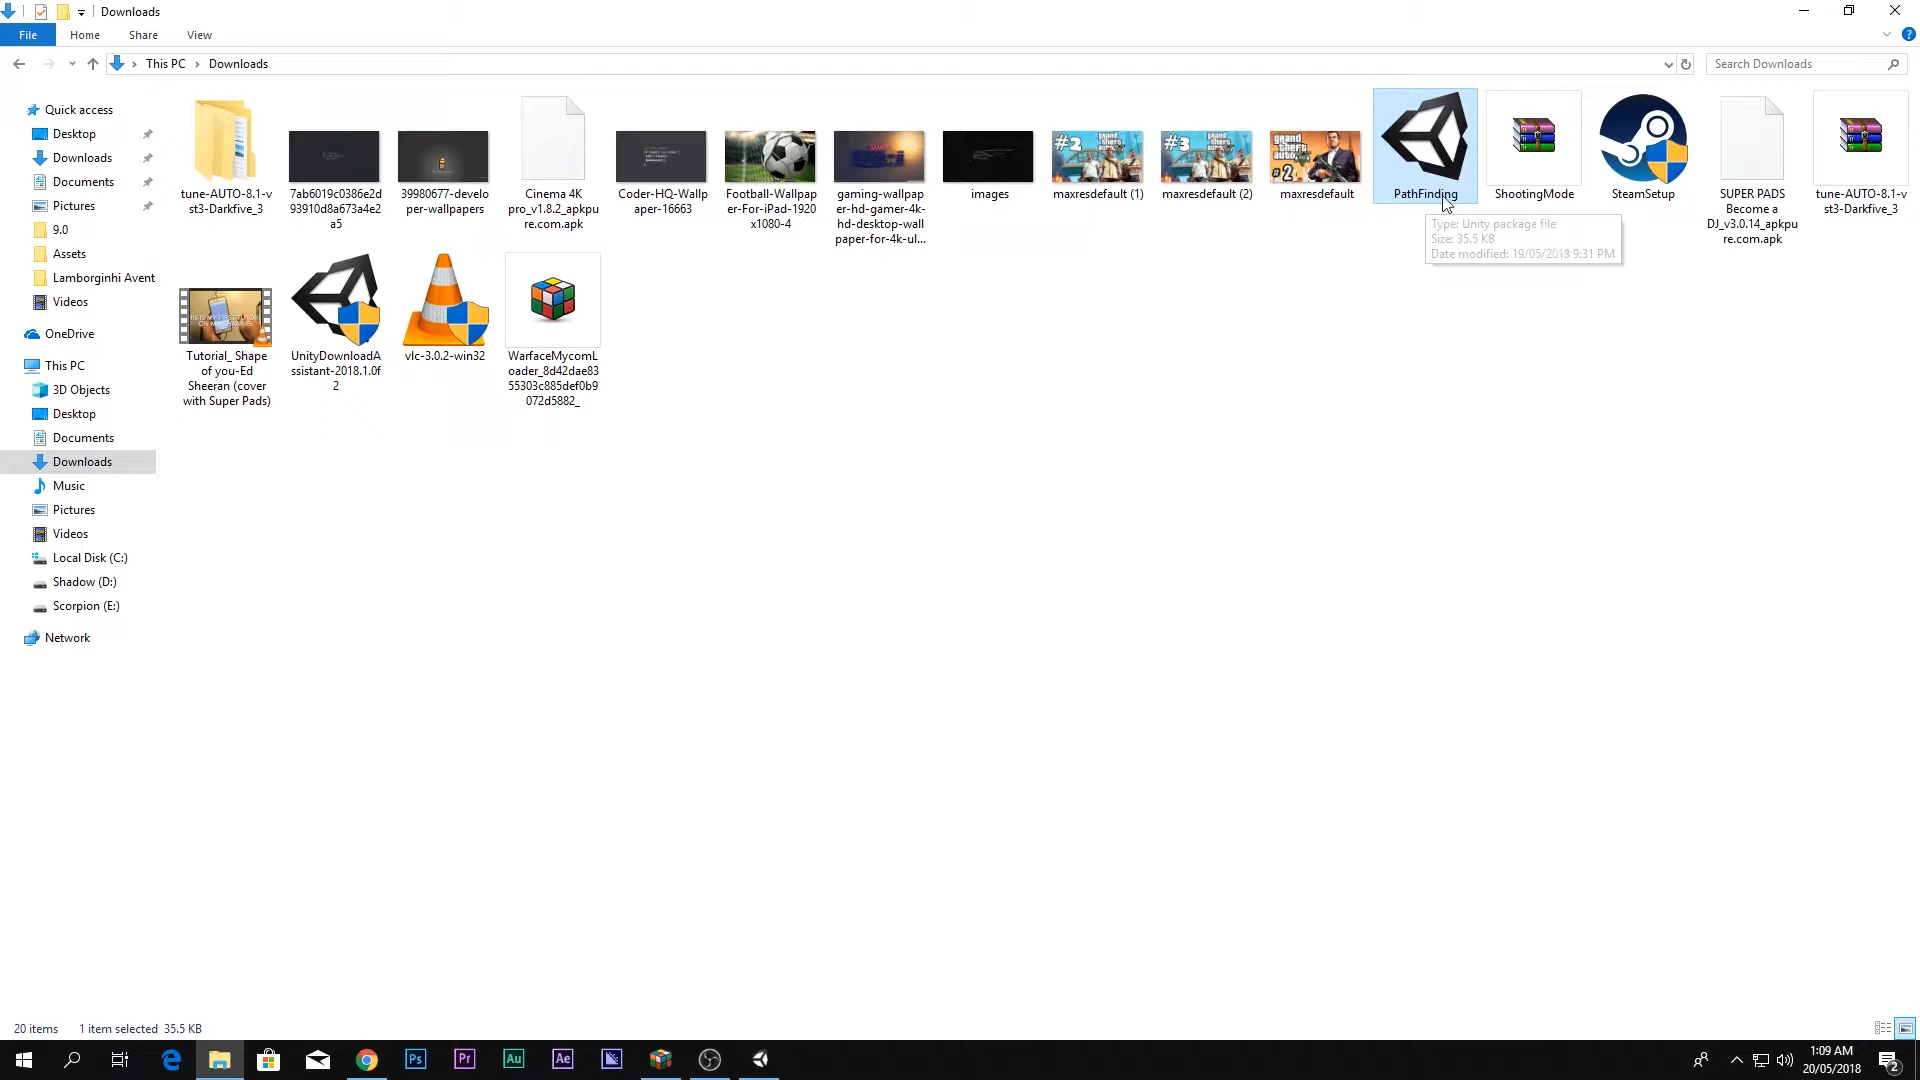 Downloads
File
Home
Share
View
This PC
Downloads
Search Downloads
Quick access
Desktop
Downloads
Documents
Pictures
9.0
Assets
Lamborginhi Avent
Videos
OneDrive
This PC
3D Objects
Desktop
Documents
Downloads
Music
Pictures
Videos
Local Disk (C:)
Shadow (D:)
Scorpion (E:)
Network
tune-AUTO-8.1-v
st3-Darkfive_3
7ab6019c0386e2d
93910d8a673a4e2
a5
39980677-develo
per-wallpapers
Cinema 4K
pro_v1.8.2_apkpu
re.com.apk
Coder-HQ-Wallp
aper-16663
Football-Wallpap
er-For-iPad-1920
x1080-4
gaming-wallpap
er-hd-gamer-4k-
hd-desktop-wall
paper-for-4k-ul...
images
#2
maxresdefault (1)
#3
maxresdefault (2)
#2
maxresdefault
PathFinding
ShootingMode
SteamSetup
SUPER PADS
Become a
DJ_v3.0.14_apkpu
re.com.apk
tune-AUTO-8.1-v
st3-Darkfive_3
Type: Unity package file
Size: 35.5 KB
Date modified: 19/05/2018 9:31 PM
Tutorial_ Shape
of you-Ed
Sheeran (cover
with Super Pads)
UnityDownloadA
ssistant-2018.1.0f
2
vlc-3.0.2-win32
WarfaceMycomL
oader_8d42dae83
55303c885def0b9
072d5882_
20 items
1 item selected 35.5 KB
Ps
Pr
Au
Ae
1:09 AM
20/05/2018
2